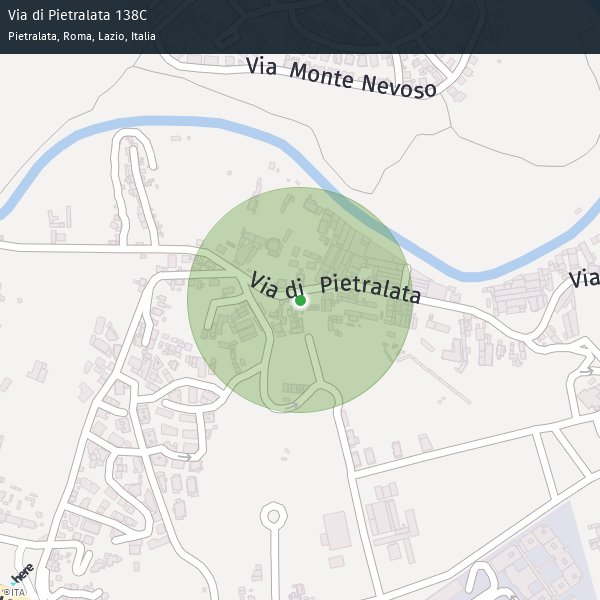 Via di Pietralata 138C
Pietralata, Roma, Lazio, Italia
Via Monte Nevoso
Via di Pietralata
Via
here
©ITA